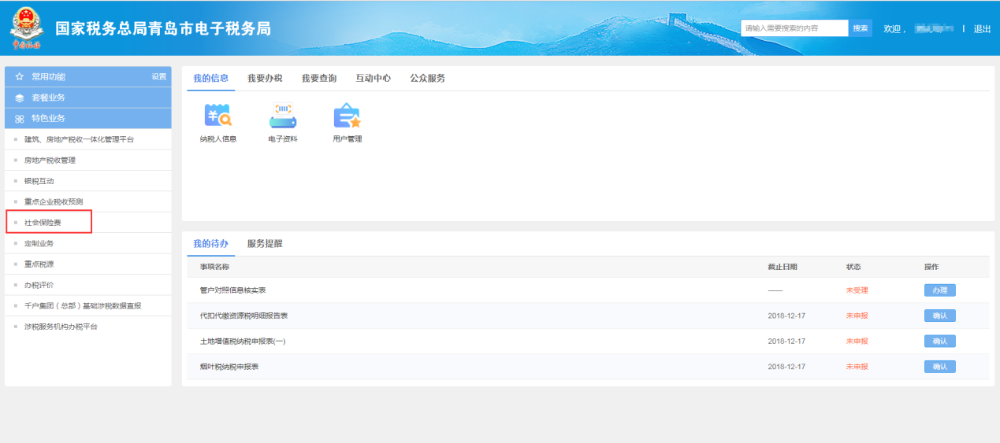 国家税务总局青岛市电子税务局
中国税务
请输入需要搜索的内容 搜索 欢迎， | 退出
常用功能 设置
套餐业务
特色业务
建筑、房地产税收一体化管理平台
房地产税收管理
银税互动
重点企业税收预测
社会保险费
定制业务
重点税源
办税评价
千户集团（总部）基础涉税数据直报
涉税服务机构办税平台
我的信息 我要办税 我要查询 互动中心 公众服务
纳税人信息 电子资料 用户管理
我的待办 服务提醒
事项名称 截止日期 状态 操作
管户对照信息核实表 —— 未受理 办理
代扣代缴资源税明细报告表 2018-12-17 未申报 确认
土地增值税纳税申报表(一) 2018-12-17 未申报 确认
烟叶税纳税申报表 2018-12-17 未申报 确认